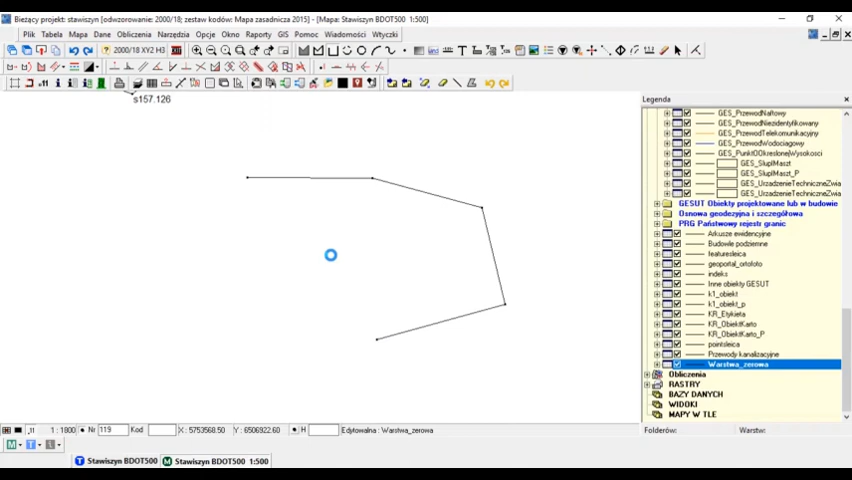 Bieżący projekt: stawiszyn [odwzorowanie: 2000/18; zestaw kodów: Mapa zasadnicza 2015] - [Mapa: Stawiszyn BDOT500 1:500]
Plik Tabela Mapa Dane Obliczenia Narzędzia Opcje Okno Raporty GIS Pomoc Wiadomości Wtyczki
2000/18 XY2 H3
s157.126
Legenda
GES_PrzewodNaftowy
GES_PrzewodNiezidentyfikowany
GES_PrzewodTelekomunikacyjny
GES_PrzewodWodociagowy
GES_PunktOOkreslonejWysokosci
GES_SlupIMaszt
GES_SlupIMaszt_P
GES_UrzadzenieTechniczneZwia
GES_UrzadzenieTechniczneZwia
GESUT Obiekty projektowane lub w budowie
Osnowa geodezyjna i szczegółowa
PRG Państwowy rejestr granic
Arkusze ewidencyjne
Budowle podziemne
featuresleica
geoportal_ortofoto
indeks
Inne obiekty GESUT
k1_obiekt
k1_obiekt_p
KR_Etykieta
KR_ObiektKarto
KR_ObiektKarto_P
pointsleica
Przewody kanalizacyjne
Warstwa_zerowa
Obliczenia
RASTRY
BAZY DANYCH
WIDOKI
MAPY W TLE
1 : 1800 Nr 119 Kod X : 5753568.50 Y : 6506922.60 H Edytowalna : Warstwa_zerowa
Folderów: Warstw:
M T L
T Stawiszyn BDOT500 M Stawiszyn BDOT500 1:500